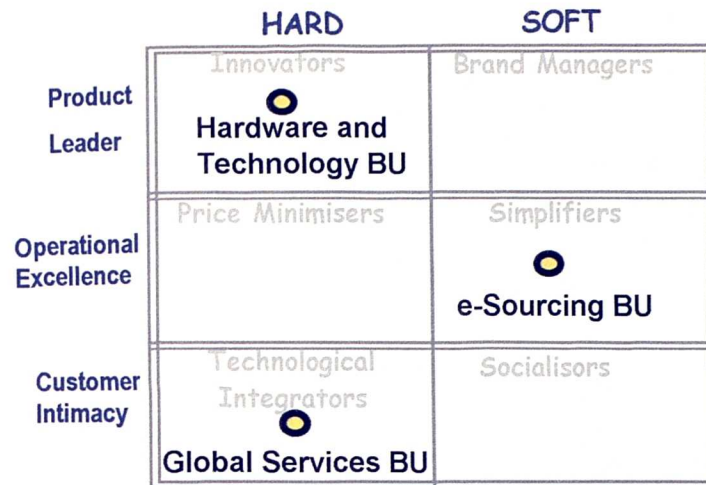 HARD SOFT
Product
Leader
Innovators
Brand Managers
Hardware and
Technology BU
Operational
Excellence
Price Minimisers
Simplifiers
e-Sourcing BU
Customer
Intimacy
Technological
Integrators
Socialisors
Global Services BU